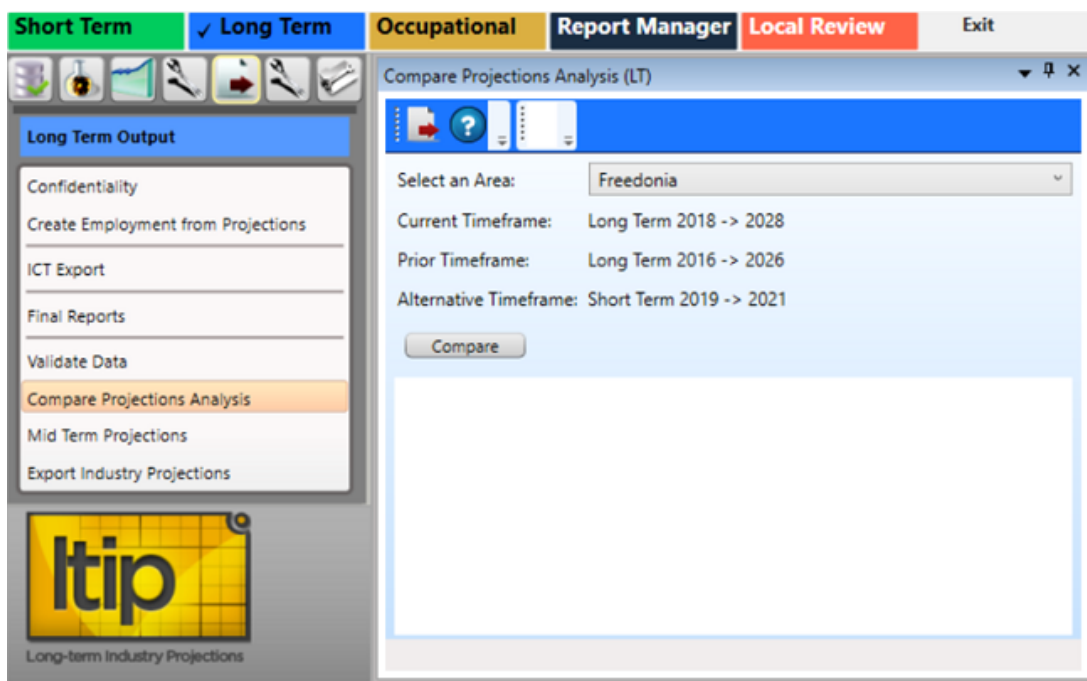 Short Term
✓ Long Term
Occupational
Report Manager
Local Review
Exit
Long Term Output
Confidentiality
Create Employment from Projections
ICT Export
Final Reports
Validate Data
Compare Projections Analysis
Mid Term Projections
Export Industry Projections
ltip
Long-term Industry Projections
Compare Projections Analysis (LT)
?
Select an Area: Freedonia
Current Timeframe: Long Term 2018 -> 2028
Prior Timeframe: Long Term 2016 -> 2026
Alternative Timeframe: Short Term 2019 -> 2021
Compare